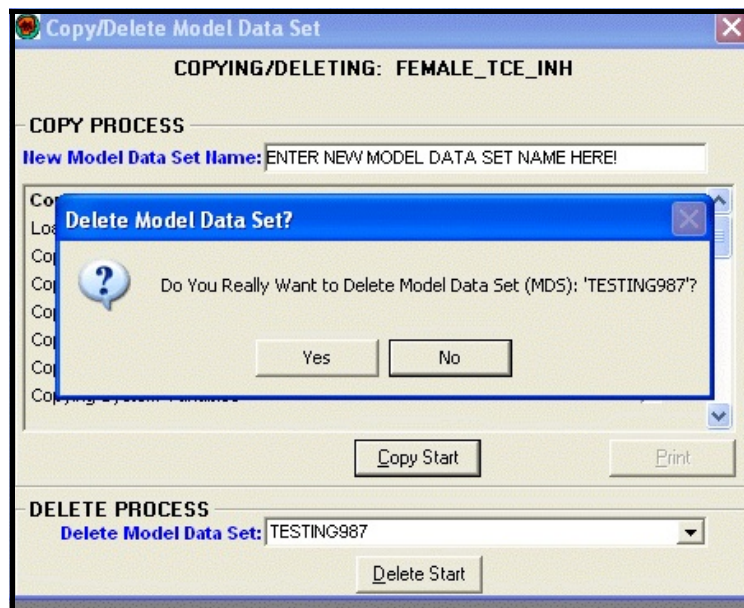 Copy/Delete Model Data Set
COPYING/DELETING: FEMALE_TCE_INH
COPY PROCESS
New Model Data Set Name: ENTER NEW MODEL DATA SET NAME HERE!
Delete Model Data Set?
Do You Really Want to Delete Model Data Set (MDS): 'TESTING987'?
Yes No
Copy Start Print
DELETE PROCESS
Delete Model Data Set: TESTING987
Delete Start